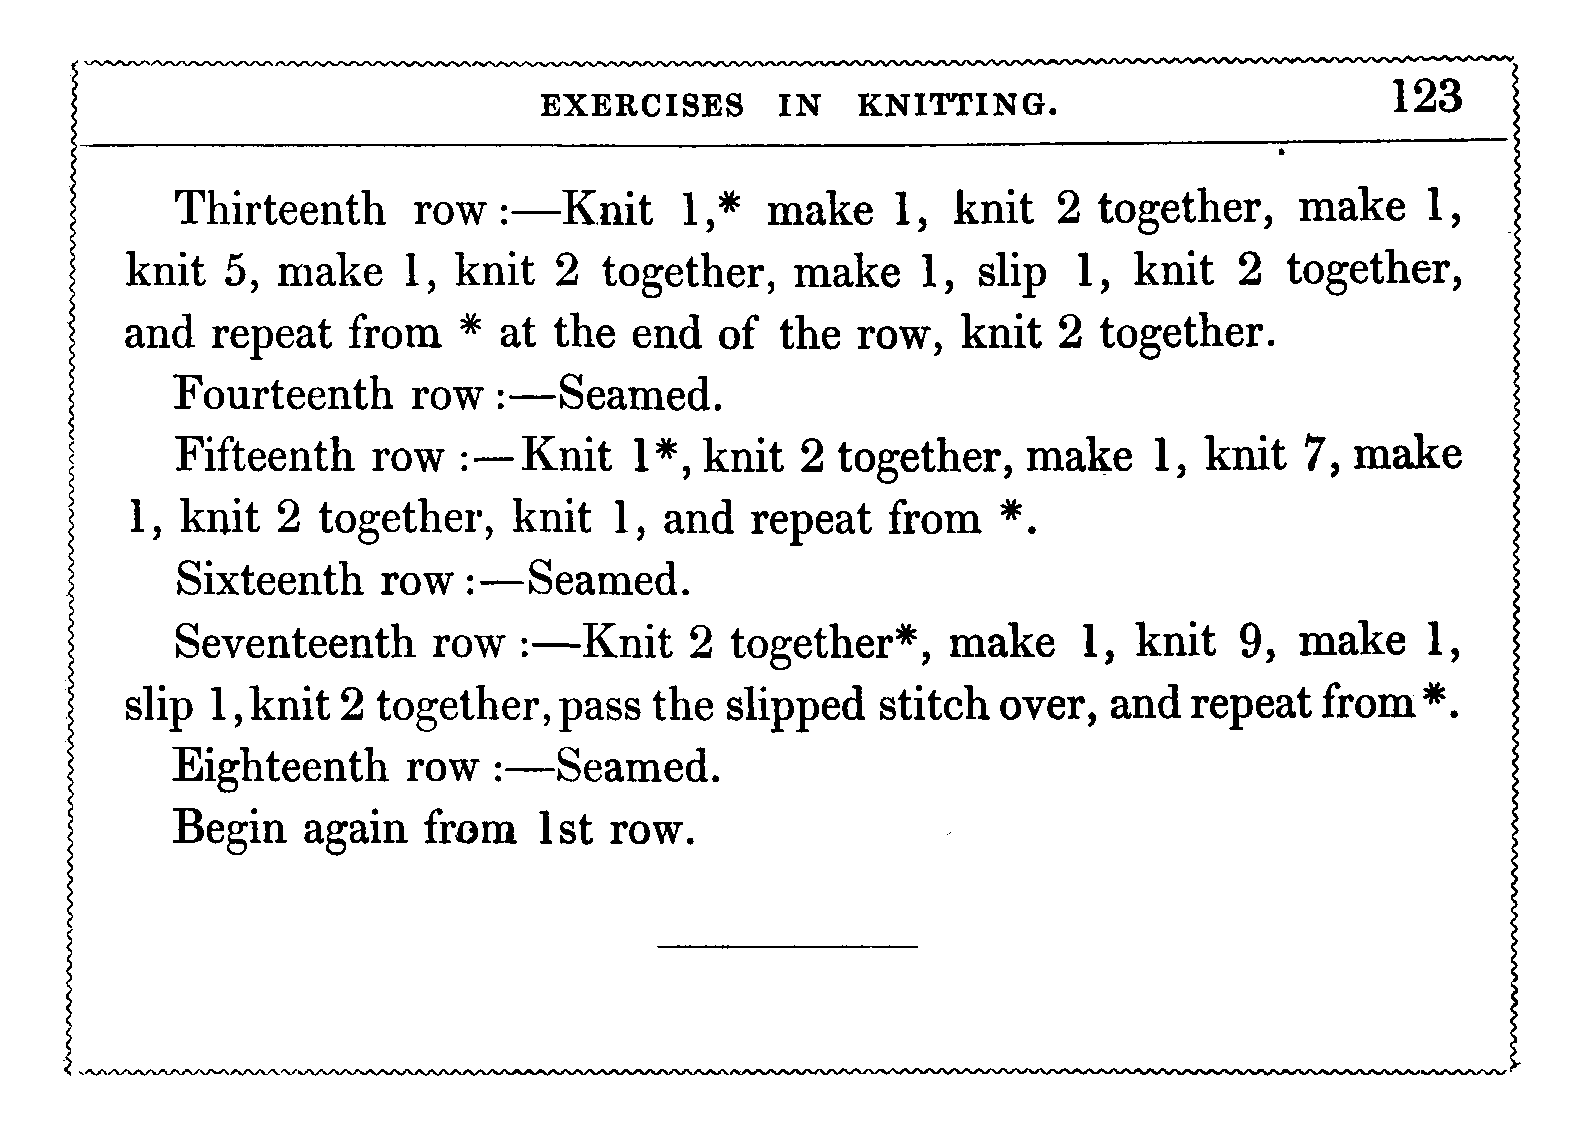 EXERCISES IN KNITTING. 123
Thirteenth row :—Knit 1,* make 1, knit 2 together, make 1,
knit 5, make 1, knit 2 together, make 1, slip 1, knit 2 together,
and repeat from * at the end of the row, knit 2 together.
Fourteenth row :—Seamed.
Fifteenth row :—Knit 1*, knit 2 together, make 1, knit 7, make
1, knit 2 together, knit 1, and repeat from *.
Sixteenth row :—Seamed.
Seventeenth row :—Knit 2 together*, make 1, knit 9, make 1,
slip 1, knit 2 together, pass the slipped stitch over, and repeat from *.
Eighteenth row :—Seamed.
Begin again from 1st row.